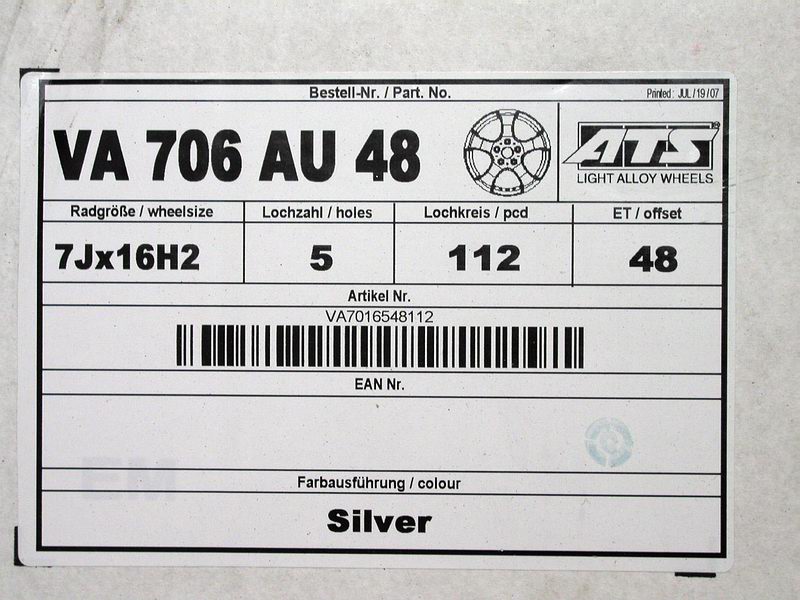 Bestell-Nr. / Part. No.
Printed: JUL / 19 / 07
VA 706 AU 48
ATS®
LIGHT ALLOY WHEELS
Radgröße / wheelsize
Lochzahl / holes
Lochkreis / pcd
ET / offset
7Jx16H2
5
112
48
Artikel Nr.
VA7016548112
EAN Nr.
EM
Farbausführung / colour
Silver